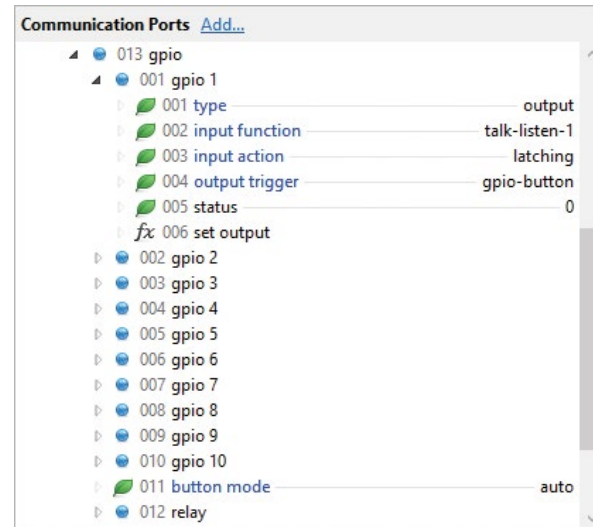 Communication Ports Add...
013 gpio
001 gpio 1
001 type output
002 input function talk-listen-1
003 input action latching
004 output trigger gpio-button
005 status 0
fx 006 set output
002 gpio 2
003 gpio 3
004 gpio 4
005 gpio 5
006 gpio 6
007 gpio 7
008 gpio 8
009 gpio 9
010 gpio 10
011 button mode auto
012 relay